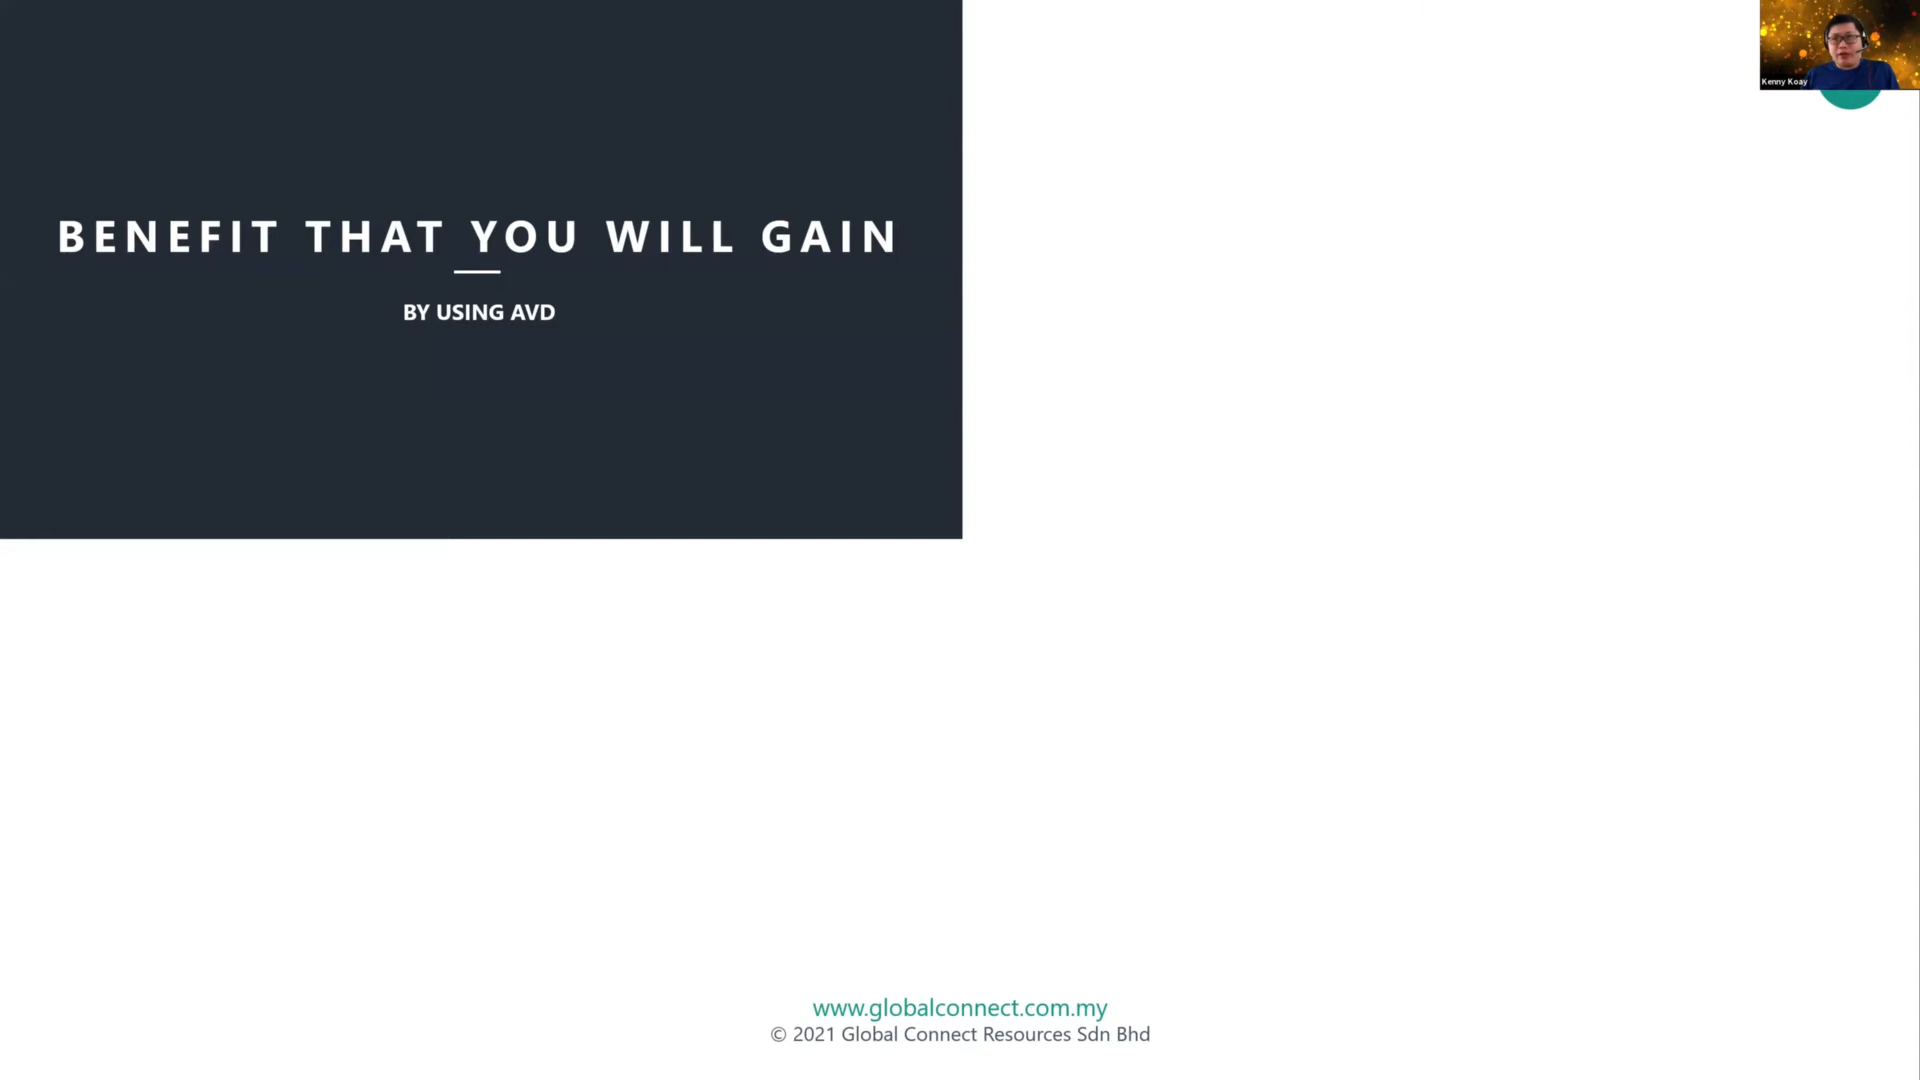 BENEFIT THAT YOU WILL GAIN
BY USING AVD
Kenny Koay
www.globalconnect.com.my
© 2021 Global Connect Resources Sdn Bhd